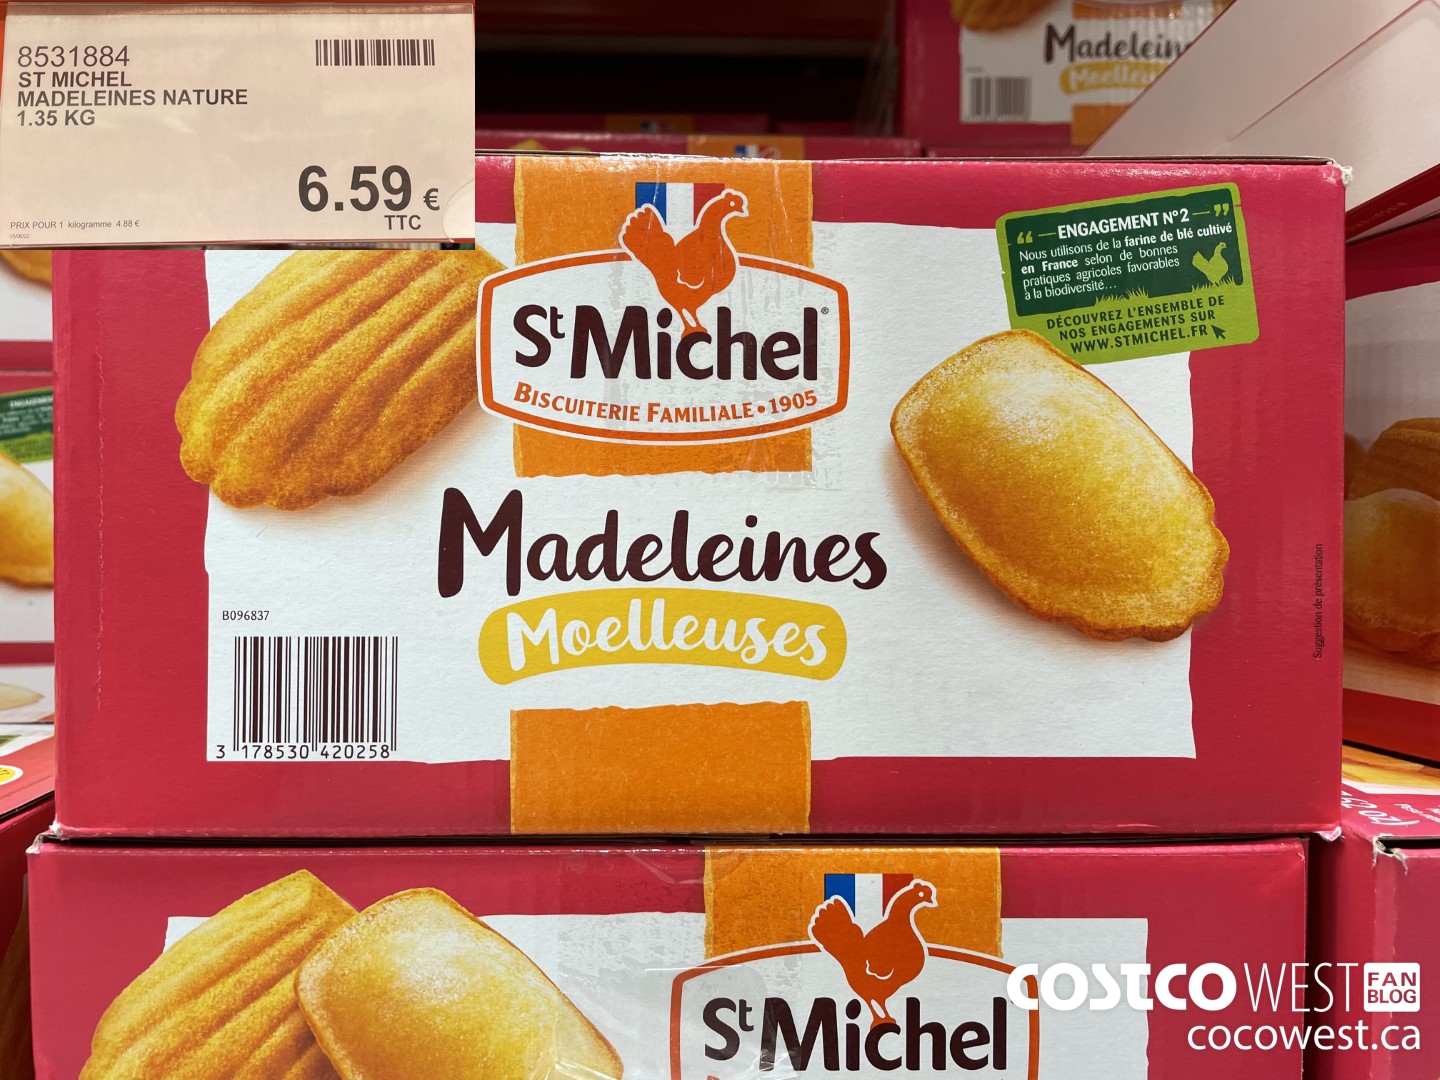 8531884
ST MICHEL
MADELEINES NATURE
1.35 KG
6.59 €
TTC
PRIX POUR 1 kilogramme 4.88 €
Madelein
ENGAGEMENT N°2
Nous utilisons de la farine de blé cultivé
en France selon de bonnes
pratiques agricoles favorables
à la biodiversité...
DÉCOUVREZ L'ENSEMBLE DE
NOS ENGAGEMENTS SUR
WWW.STMICHEL.FR
St Michel®
BISCUITERIE FAMILIALE • 1905
Madeleines
Moelleuses
B096837
3 178530 420258
Suggestion de présentation
St Michel
COSTCO WEST FAN BLOG
cocowest.ca